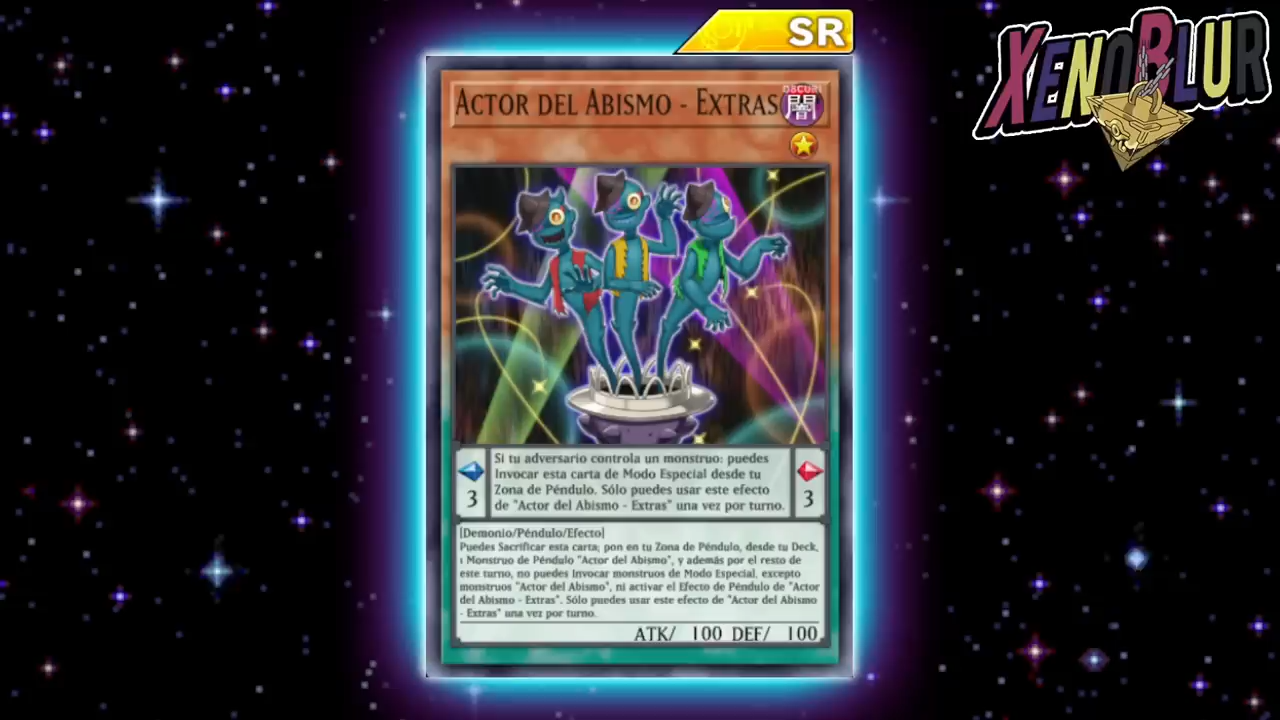 SR
XENOBLUR
ACTOR DEL ABISMO - EXTRAS
OSCURI
闇
Si tu adversario controla un monstruo: puedes
Invocar esta carta de Modo Especial desde tu
Zona de Péndulo. Sólo puedes usar este efecto
de "Actor del Abismo - Extras" una vez por turno.
3
3
[Demonio/Péndulo/Efecto]
Puedes Sacrificar esta carta; pon en tu Zona de Péndulo, desde tu Deck,
1 Monstruo de Péndulo "Actor del Abismo", y además por el resto de
este turno, no puedes Invocar monstruos de Modo Especial, excepto
monstruos "Actor del Abismo", ni activar el Efecto de Péndulo de "Actor
del Abismo - Extras". Sólo puedes usar este efecto de "Actor del Abismo
- Extras" una vez por turno.
ATK/ 100 DEF/ 100